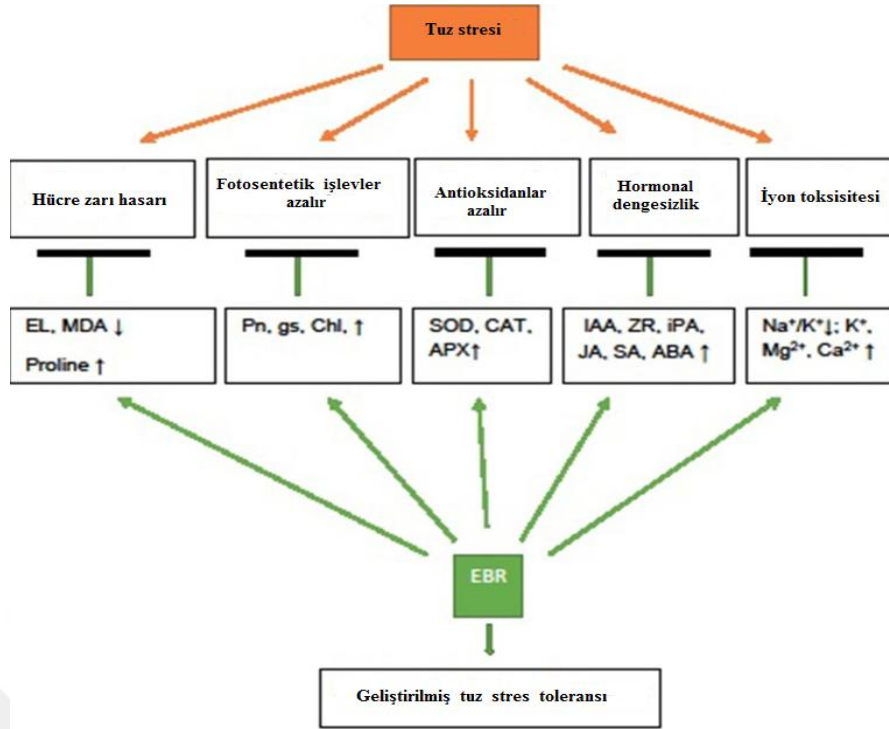 Tuz stresi
Hücre zarı hasarı
Fotosentetik işlevler
azalır
Antioksidanlar
azalır
Hormonal
dengesizlik
İyon toksisitesi
EL, MDA ↓
Proline ↑
Pn, gs, Chl, ↑
SOD, CAT,
APX↑
IAA, ZR, iPA,
JA, SA, ABA ↑
Na⁺/K⁺↓; K⁺,
Mg²⁺, Ca²⁺ ↑
EBR
Geliştirilmiş tuz stres toleransı